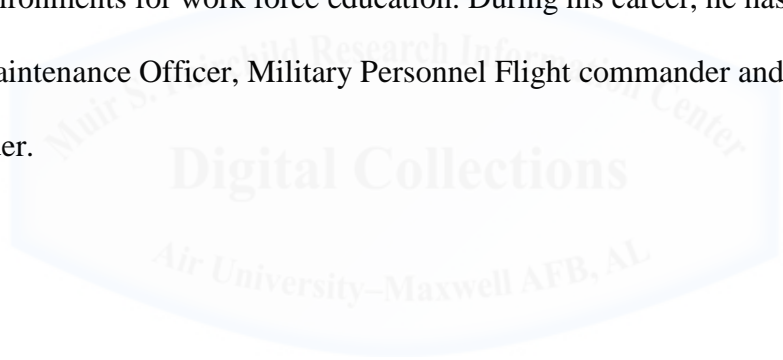 ironments for work force education. During his career, he has
aintenance Officer, Military Personnel Flight commander and
er.
Muir S. Fairchild Research Information Center
Digital Collections
Air University–Maxwell AFB, AL